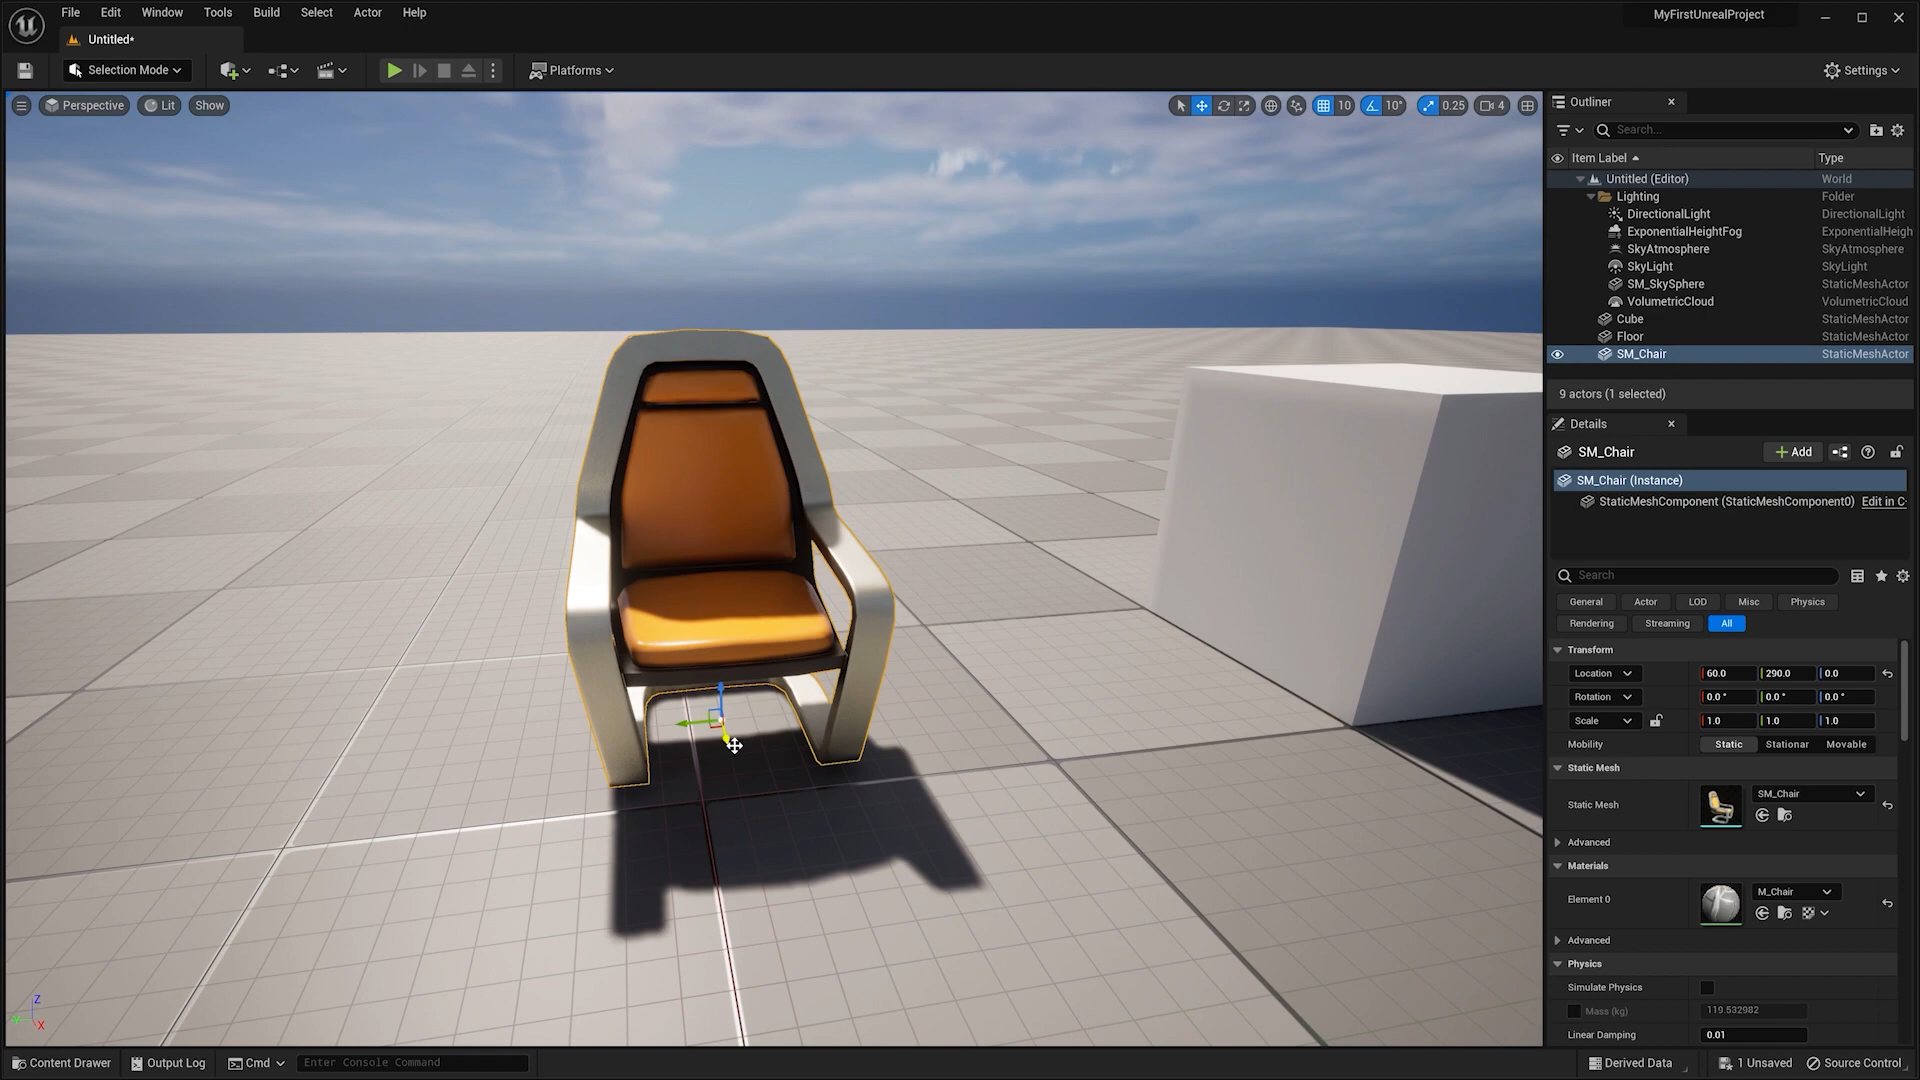 File Edit Window Tools Build Select Actor Help
MyFirstUnrealProject
Untitled*
Selection Mode
Platforms
Settings
Perspective Lit Show
10 10° 0.25 4
Outliner
Search...
Item Label Type
Untitled (Editor) World
Lighting Folder
DirectionalLight DirectionalLight
ExponentialHeightFog ExponentialHeigh
SkyAtmosphere SkyAtmosphere
SkyLight SkyLight
SM_SkySphere StaticMeshActor
VolumetricCloud VolumetricCloud
Cube StaticMeshActor
Floor StaticMeshActor
SM_Chair StaticMeshActor
9 actors (1 selected)
Details
SM_Chair
Add
SM_Chair (Instance)
StaticMeshComponent (StaticMeshComponent0) Edit in C
Search
General Actor LOD Misc Physics
Rendering Streaming All
Transform
Location 60.0 290.0 0.0
Rotation 0.0° 0.0° 0.0°
Scale 1.0 1.0 1.0
Mobility Static Stationar Movable
Static Mesh
Static Mesh SM_Chair
Advanced
Materials
Element 0 M_Chair
Advanced
Physics
Simulate Physics
Mass (kg) 119.532982
Linear Damping 0.01
Z
Y
X
Content Drawer Output Log Cmd Enter Console Command
Derived Data 1 Unsaved Source Control